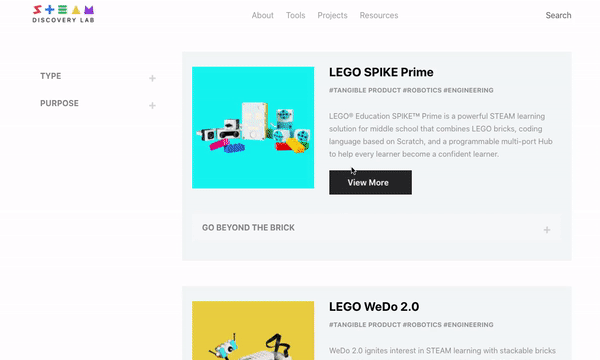 STEAM
DISCOVERY LAB
About Tools Projects Resources Search
TYPE +
PURPOSE +
LEGO SPIKE Prime
#TANGIBLE PRODUCT #ROBOTICS #ENGINEERING
LEGO® Education SPIKE™ Prime is a powerful STEAM learning
solution for middle school that combines LEGO bricks, coding
language based on Scratch, and a programmable multi-port Hub
to help every learner become a confident learner.
View More
GO BEYOND THE BRICK +
LEGO WeDo 2.0
#TANGIBLE PRODUCT #ROBOTICS #ENGINEERING
WeDo 2.0 ignites interest in STEAM learning with stackable bricks